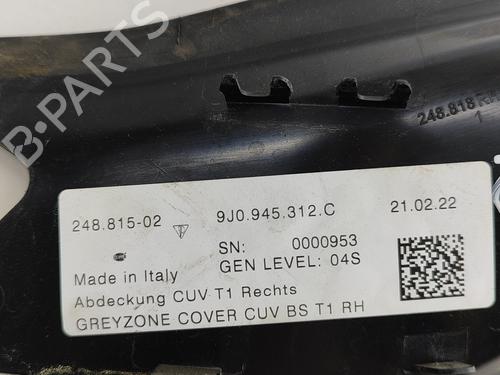 B-PARTS
248.818 R
1
248.815-02 9J0.945.312.C 21.02.22
SN: 0000953
Made in Italy GEN LEVEL: 04S
Abdeckung CUV T1 Rechts
GREYZONE COVER CUV BS T1 RH